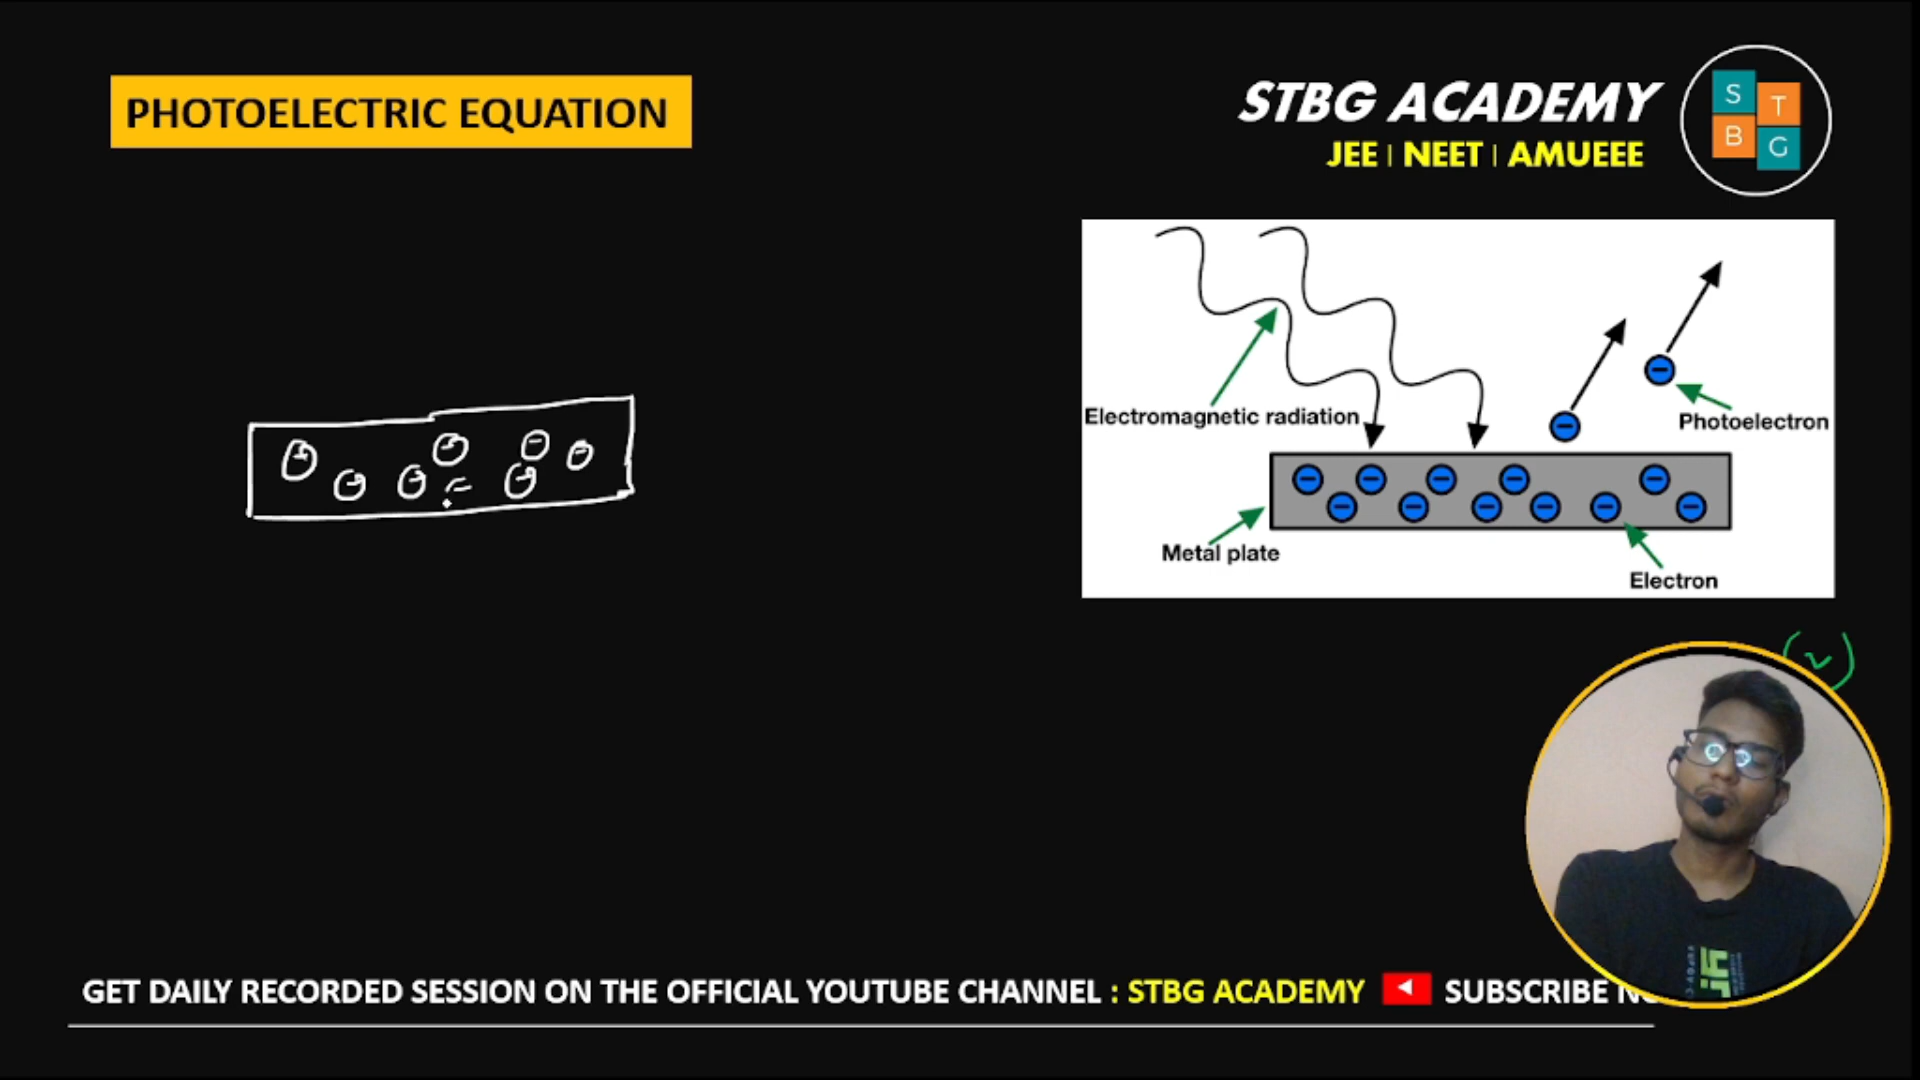 PHOTOELECTRIC EQUATION
STBG ACADEMY
JEE | NEET | AMUEEE
S
T
B
G
Electromagnetic radiation
Photoelectron
Metal plate
Electron
GET DAILY RECORDED SESSION ON THE OFFICIAL YOUTUBE CHANNEL : STBG ACADEMY SUBSCRIBE